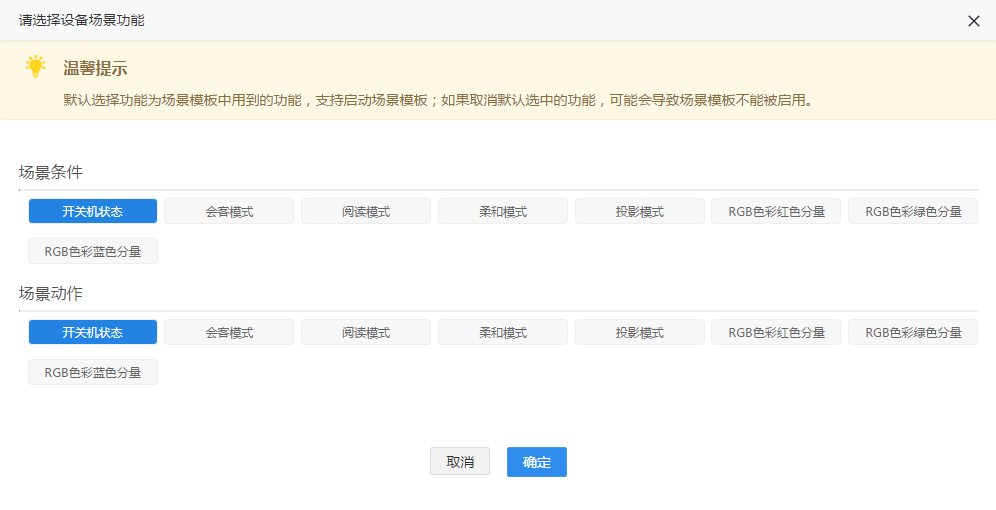 请选择设备场景功能
温馨提示
默认选择功能为场景模板中用到的功能，支持启动场景模板；如果取消默认选中的功能，可能会导致场景模板不能被启用。
场景条件
开关机状态 会客模式 阅读模式 柔和模式 投影模式 RGB色彩红色分量 RGB色彩绿色分量
RGB色彩蓝色分量
场景动作
开关机状态 会客模式 阅读模式 柔和模式 投影模式 RGB色彩红色分量 RGB色彩绿色分量
RGB色彩蓝色分量
取消 确定